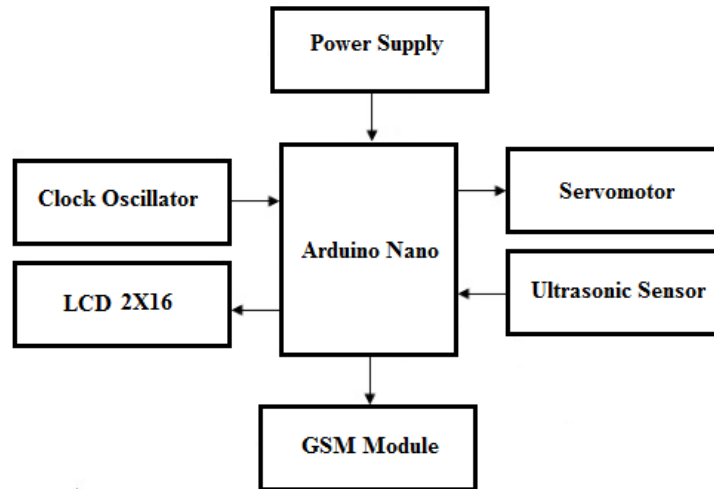 Power Supply
Clock Oscillator
Servomotor
Arduino Nano
LCD 2X16
Ultrasonic Sensor
GSM Module